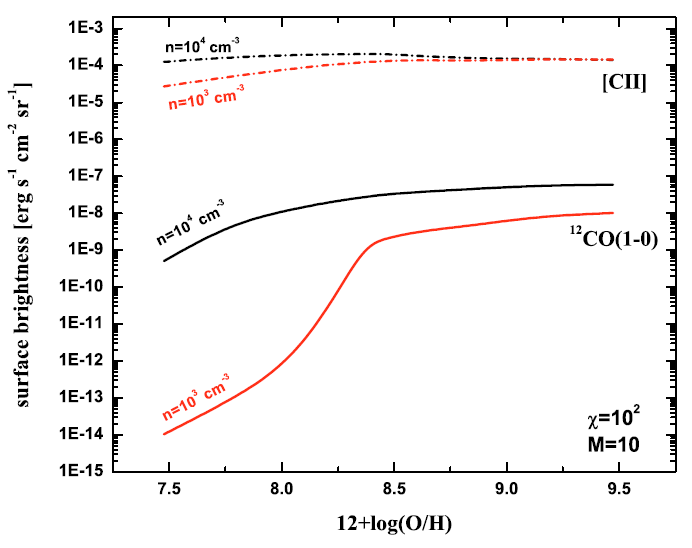 1E-3
1E-4
1E-5
1E-6
1E-7
1E-8
1E-9
1E-10
1E-11
1E-12
1E-13
1E-14
1E-15
surface brightness [erg s⁻¹ cm⁻² sr⁻¹]
n=10⁴ cm⁻³
n=10³ cm⁻³
[CII]
n=10⁴ cm⁻³
¹²CO(1-0)
n=10³ cm⁻³
χ=10²
M=10
7.5 8.0 8.5 9.0 9.5
12+log(O/H)